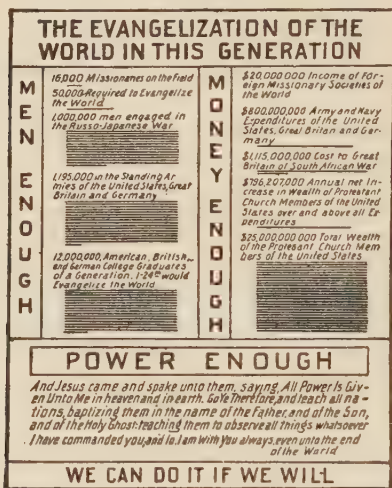 THE EVANGELIZATION OF THE
WORLD IN THIS GENERATION
MEN ENOUGH
16,000 Missionaries on the Field
50,000 Required to Evangelize
the World
1,000,000 men engaged in
the Russo-Japanese War
1,195,000 in the Standing Ar
mies of the United States, Great
Britain and Germany
12,000,000, American, British,
and German College Graduates
of a Generation. 1-24th would
Evangelize the World
MONEY ENOUGH
$20,000,000 Income of For-
eign Missionary Societies of
the World
$800,000,000 Army and Navy
Expenditures of the United
States, Great Britan and Ger-
many
$1,115,000,000 Cost to Great
Britain of South African War
$796,207,000 Annual net In-
crease in Wealth of Protestant
Church Members of the United
States over and above all Ex-
penditures
$25,000,000,000 Total Wealth
of the Protesant Church Mem
bers of the United States
POWER ENOUGH
And Jesus came and spake unto them, saying, All Power Is Giv-
en Unto Me in heaven and in earth. Go Ye Therefore, and teach all na-
tions, baptizing them in the name of the Father, and of the Son,
and of the Holy Ghost: teaching them to observe all things whatsoever
I have commanded you; and lo, I am With You always, even unto the end
of the World
WE CAN DO IT IF WE WILL